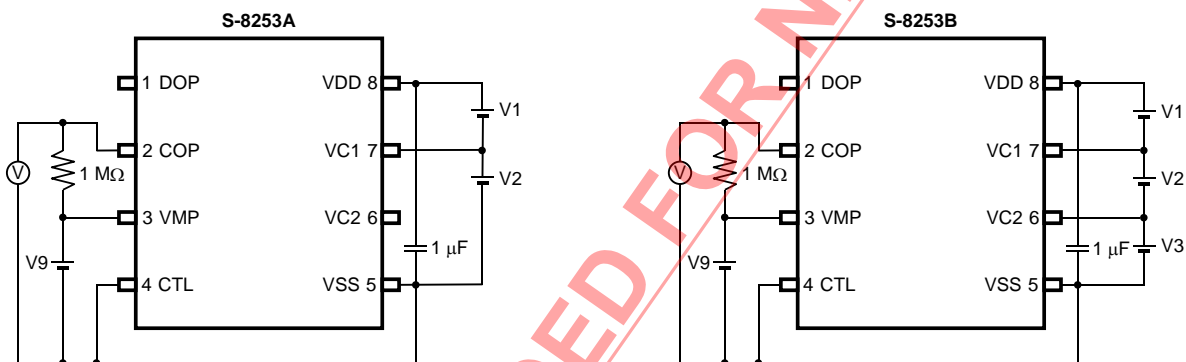 S-8253A
1 DOP
VDD 8
V1
2 COP
VC1 7
V
1 MΩ
V2
3 VMP
VC2 6
V9
1 μF
4 CTL
VSS 5
S-8253B
1 DOP
VDD 8
V1
2 COP
VC1 7
V
1 MΩ
V2
3 VMP
VC2 6
V9
1 μF
V3
4 CTL
VSS 5
ED FOR N